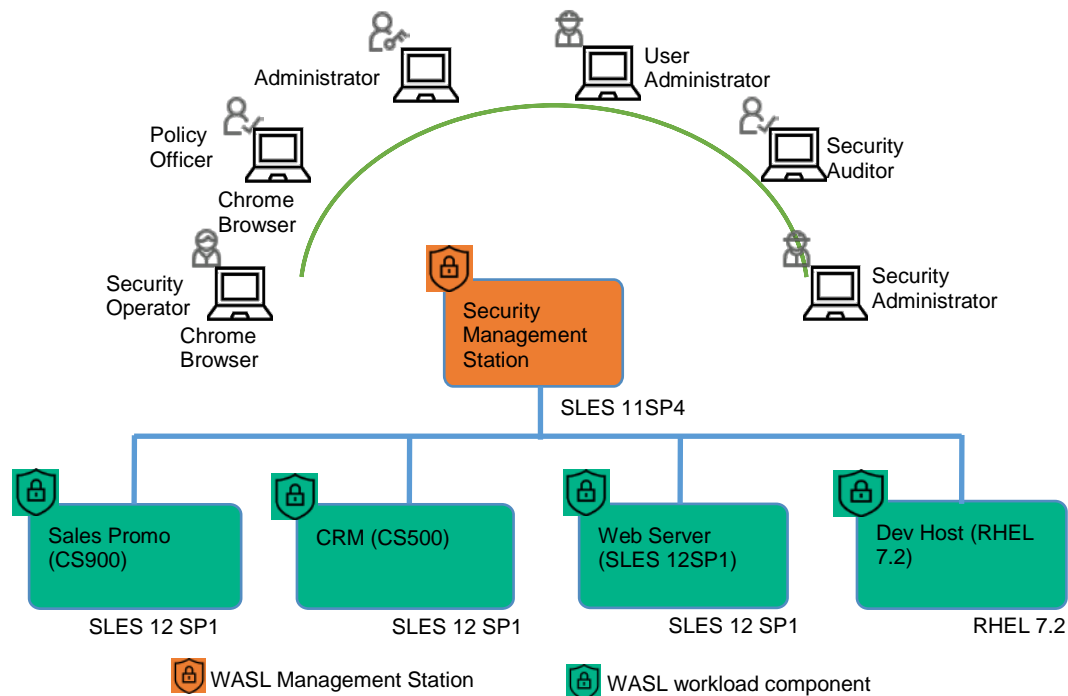 Administrator
User
Administrator
Policy
Officer
Security
Auditor
Chrome
Browser
Security
Operator
Chrome
Browser
Security
Administrator
Security
Management
Station
SLES 11SP4
Sales Promo
(CS900)
CRM (CS500)
Web Server
(SLES 12SP1)
Dev Host (RHEL
7.2)
SLES 12 SP1
SLES 12 SP1
SLES 12 SP1
RHEL 7.2
WASL Management Station
WASL workload component